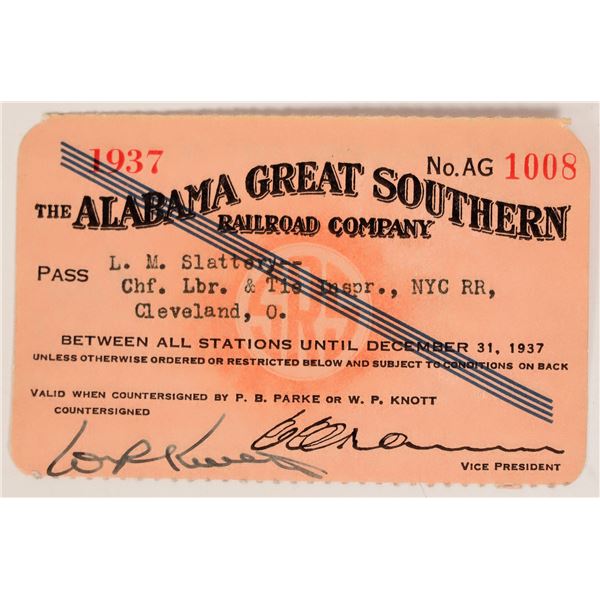 1937 No. AG 1008
THE ALABAMA GREAT SOUTHERN
RAILROAD COMPANY
PASS L. M. Slattery--
Chf. Lbr. & Tie Inspr., NYC RR,
Cleveland, O.
BETWEEN ALL STATIONS UNTIL DECEMBER 31, 1937
UNLESS OTHERWISE ORDERED OR RESTRICTED BELOW AND SUBJECT TO CONDITIONS ON BACK
VALID WHEN COUNTERSIGNED BY P. B. PARKE OR W. P. KNOTT
COUNTERSIGNED
VICE PRESIDENT